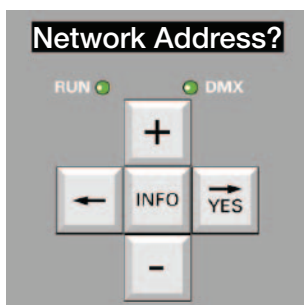 Network Address?
RUN DMX
+
← INFO → YES
-